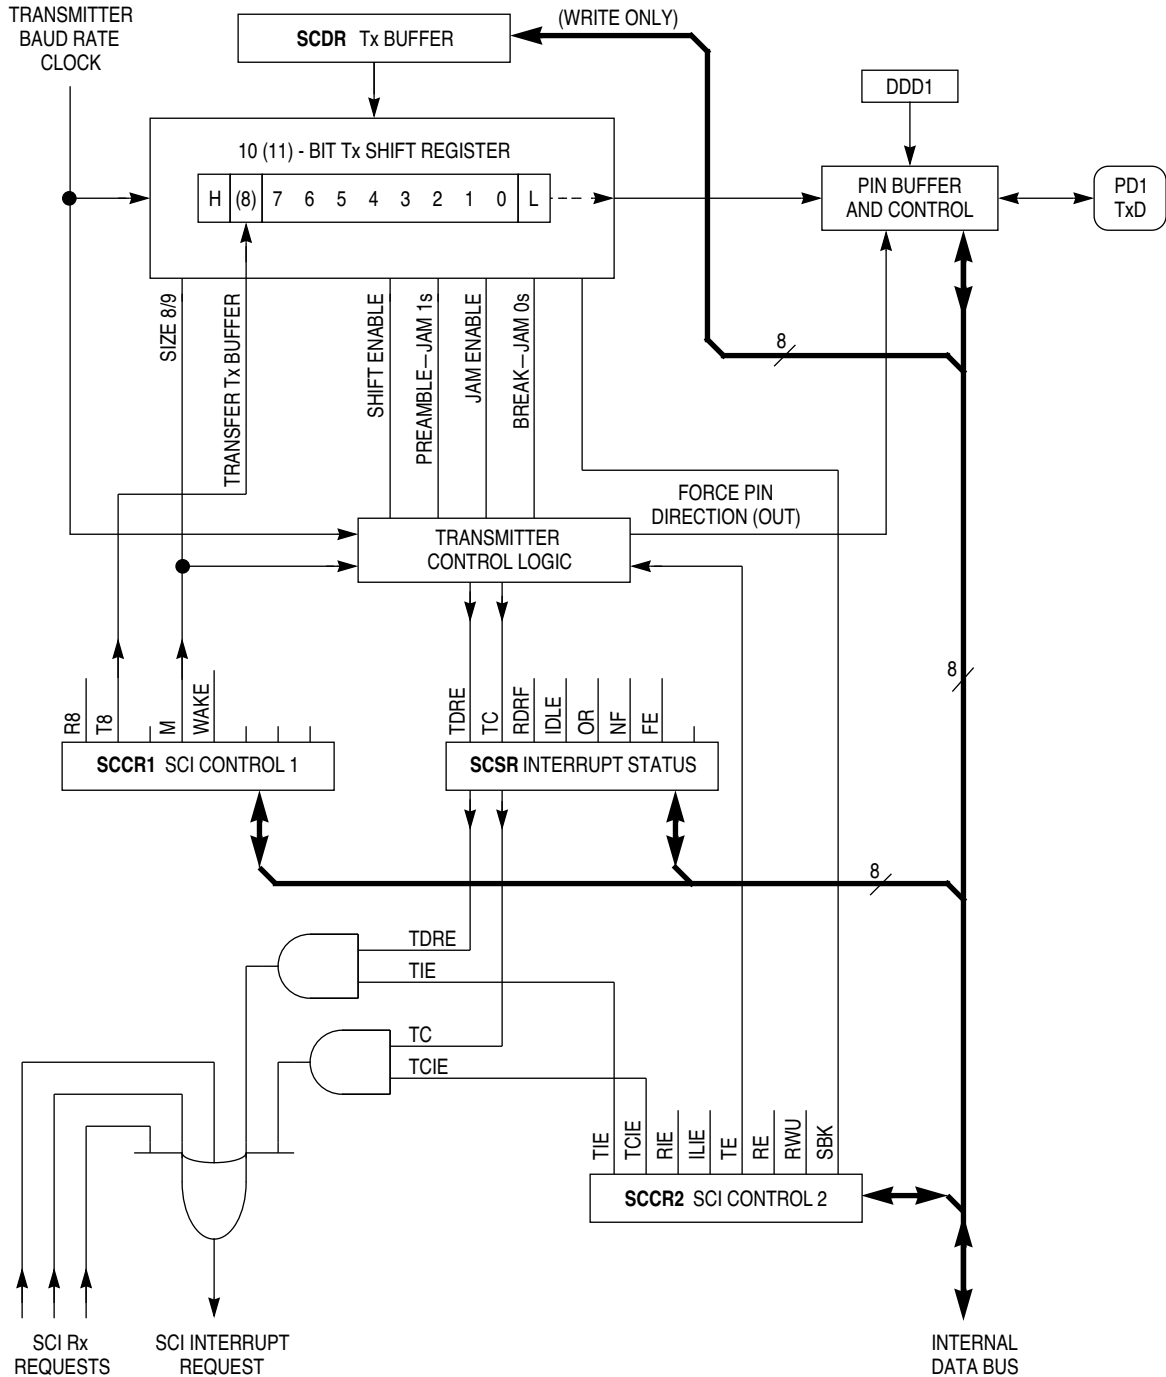 TRANSMITTER
BAUD RATE
CLOCK
SCDR Tx BUFFER
(WRITE ONLY)
DDD1
10 (11) - BIT Tx SHIFT REGISTER
H (8) 7 6 5 4 3 2 1 0 L
PIN BUFFER
AND CONTROL
PD1
TxD
SIZE 8/9
TRANSFER Tx BUFFER
SHIFT ENABLE
PREAMBLE—JAM 1s
JAM ENABLE
BREAK—JAM 0s
8
FORCE PIN
DIRECTION (OUT)
TRANSMITTER
CONTROL LOGIC
8
R8
T8
M
WAKE
TDRE
TC
RDRF
IDLE
OR
NF
FE
SCCR1 SCI CONTROL 1
SCSR INTERRUPT STATUS
8
TDRE
TIE
TC
TCIE
TIE
TCIE
RIE
ILIE
TE
RE
RWU
SBK
SCCR2 SCI CONTROL 2
SCI Rx
REQUESTS
SCI INTERRUPT
REQUEST
INTERNAL
DATA BUS